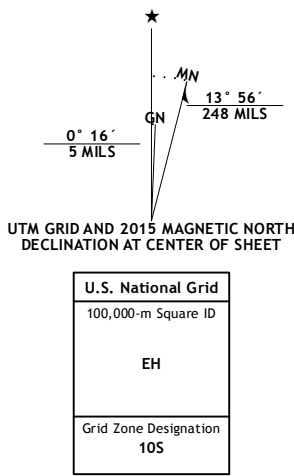 ★
MN
GN
13° 56´
248 MILS
0° 16´
5 MILS
UTM GRID AND 2015 MAGNETIC NORTH
DECLINATION AT CENTER OF SHEET
U.S. National Grid
100,000-m Square ID
EH
Grid Zone Designation
10S